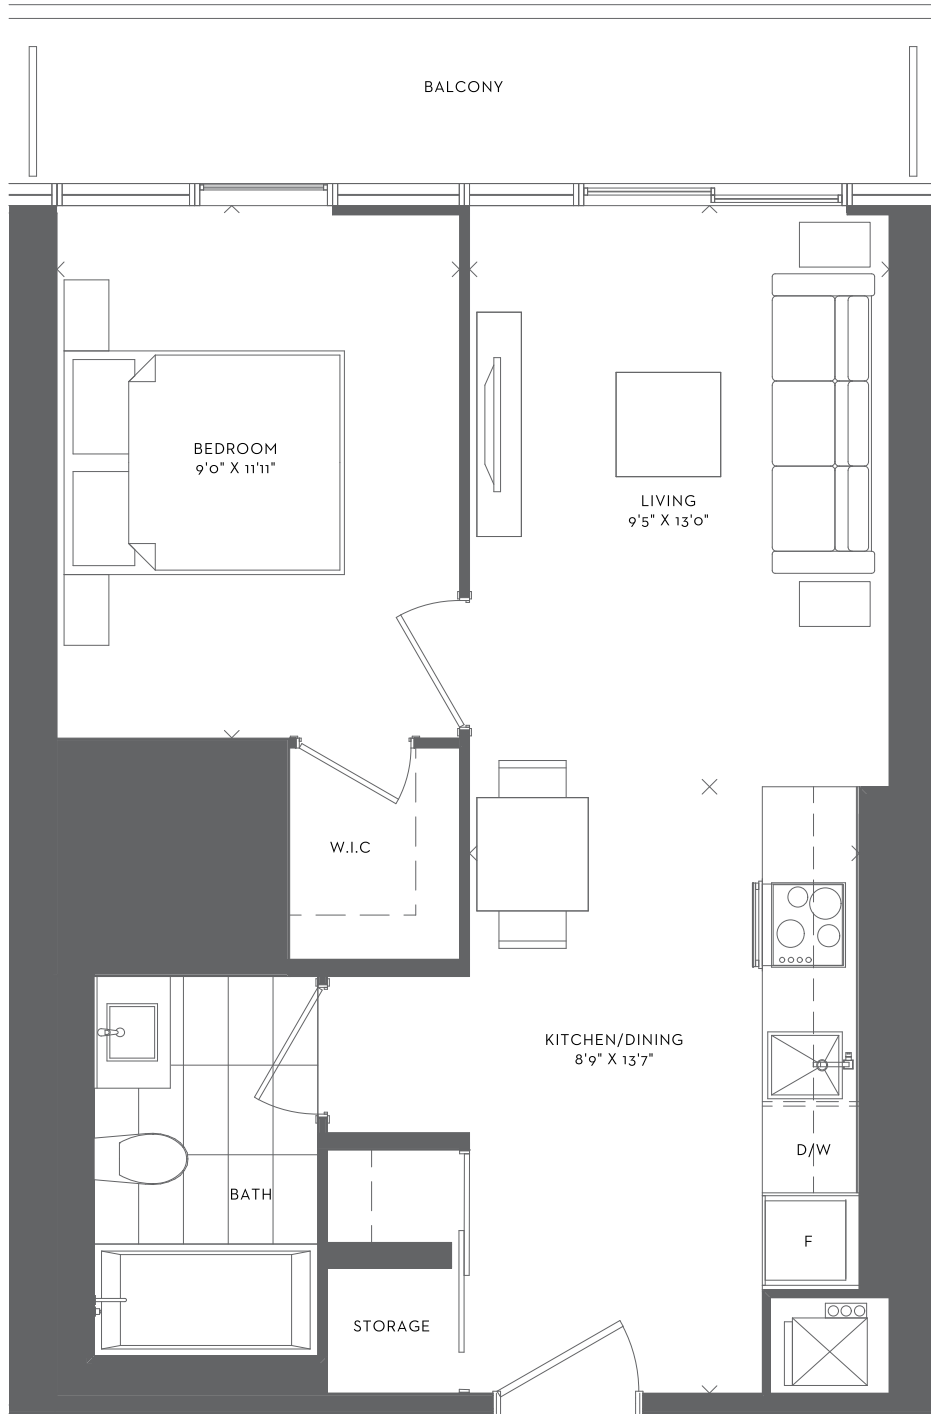 BALCONY
BEDROOM
9'0" X 11'11"
LIVING
9'5" X 13'0"
W.I.C
KITCHEN/DINING
8'9" X 13'7"
D/W
BATH
F
STORAGE